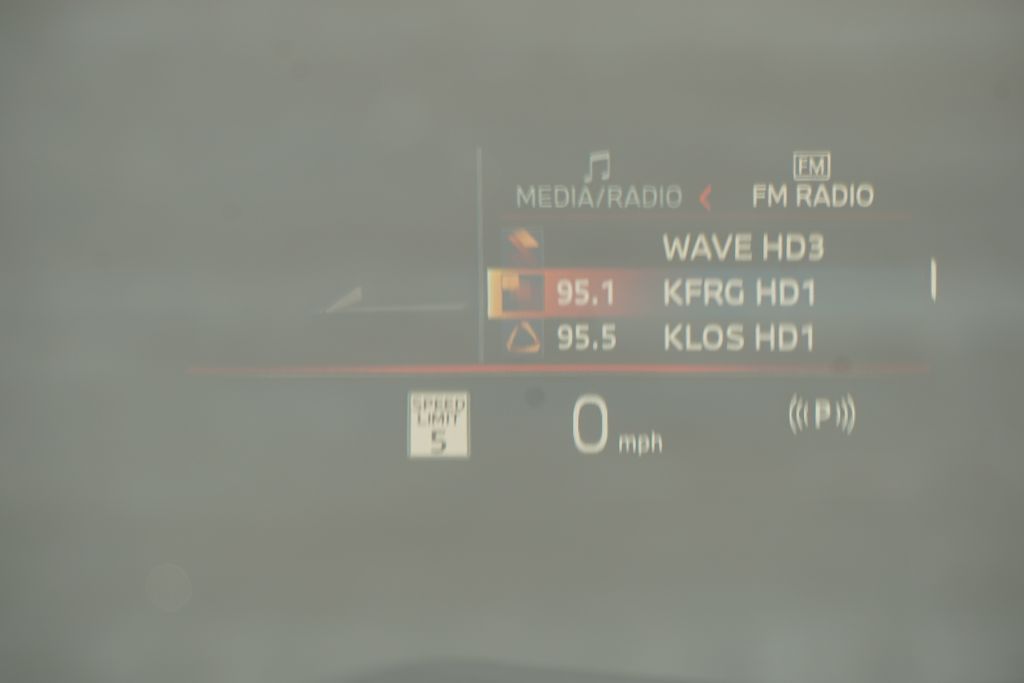 FM
MEDIA/RADIO < FM RADIO
WAVE HD3
95.1 KFRG HD1
95.5 KLOS HD1
SPEED
LIMIT
5
0 mph
((( P )))